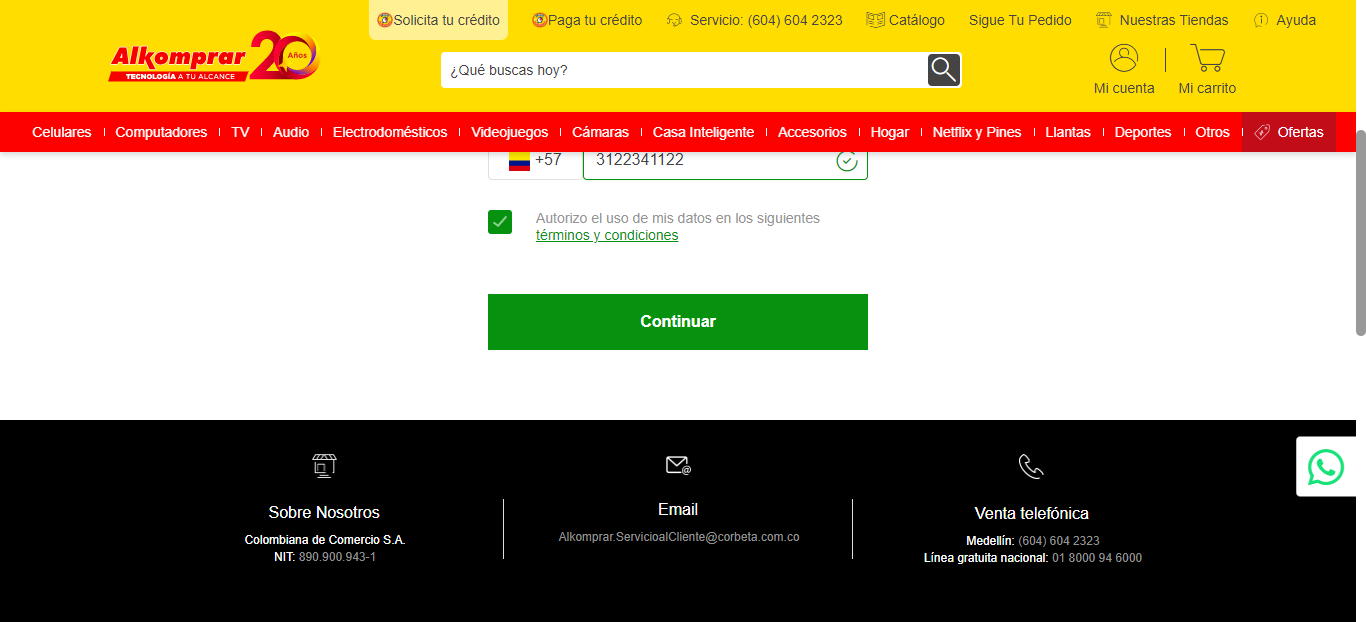 Solicita tu crédito
Paga tu crédito
Servicio: (604) 604 2323
Catálogo
Sigue Tu Pedido
Nuestras Tiendas
Ayuda
Alkomprar 20 Años
TECNOLOGÍA A TU ALCANCE
¿Qué buscas hoy?
Mi cuenta
Mi carrito
Celulares
Computadores
TV
Audio
Electrodomésticos
Videojuegos
Cámaras
Casa Inteligente
Accesorios
Hogar
Netflix y Pines
Llantas
Deportes
Otros
Ofertas
+57
3122341122
Autorizo el uso de mis datos en los siguientes
términos y condiciones
Continuar
Sobre Nosotros
Colombiana de Comercio S.A.
NIT: 890.900.943-1
Email
Alkomprar.ServicioalCliente@corbeta.com.co
Venta telefónica
Medellín: (604) 604 2323
Línea gratuita nacional: 01 8000 94 6000